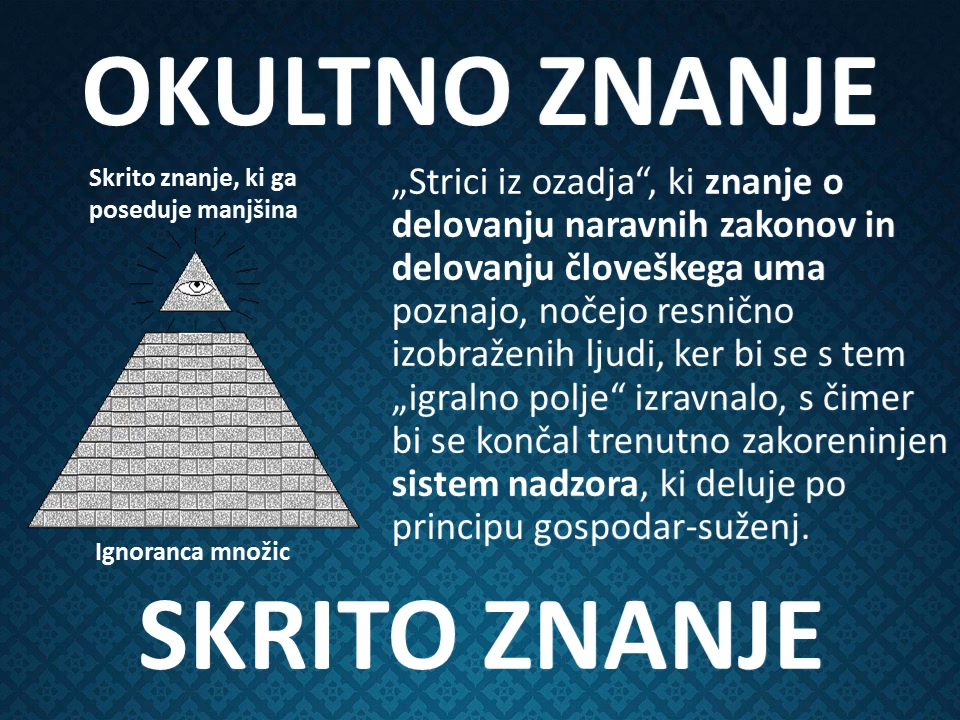 OKULTNO ZNANJE
Skrito znanje, ki ga
poseduje manjšina
„Strici iz ozadja“, ki znanje o
delovanju naravnih zakonov in
delovanju človeškega uma
poznajo, nočejo resnično
izobraženih ljudi, ker bi se s tem
„igralno polje“ izravnalo, s čimer
bi se končal trenutno zakoreninjen
sistem nadzora, ki deluje po
principu gospodar-suženj.
Ignoranca množic
SKRITO ZNANJE